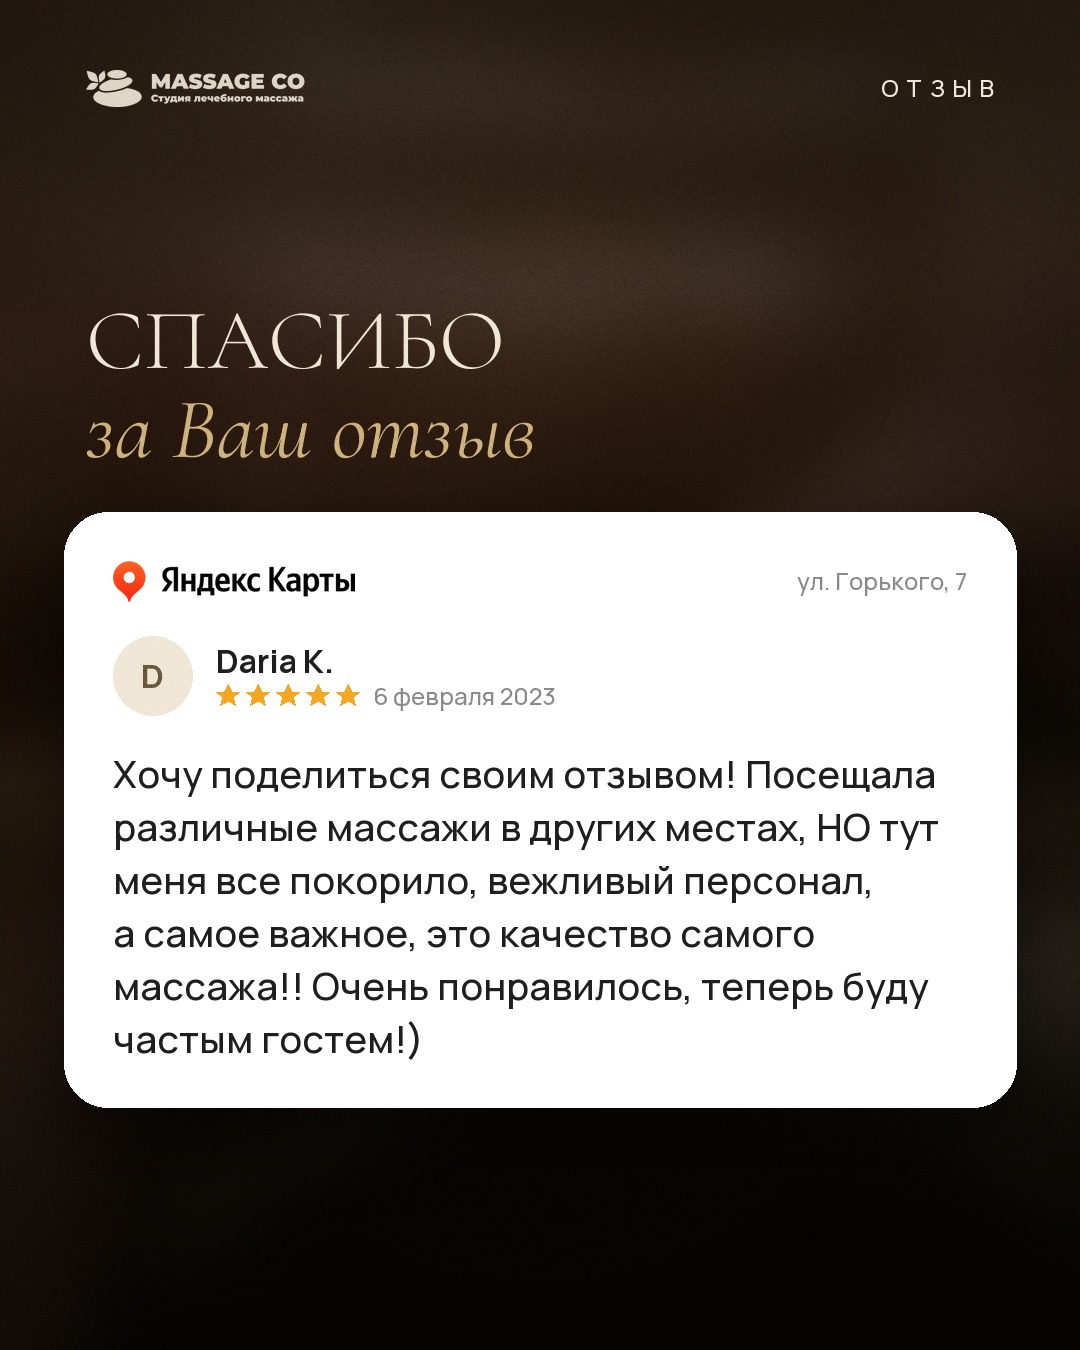 MASSAGE CO
Студия лечебного массажа
ОТЗЫВ
СПАСИБО
за Ваш отзыв
Яндекс Карты
ул. Горького, 7
D
Daria K.
6 февраля 2023
Хочу поделиться своим отзывом! Посещала
различные массажи в других местах, НО тут
меня все покорило, вежливый персонал,
а самое важное, это качество самого
массажа!! Очень понравилось, теперь буду
частым гостем!)